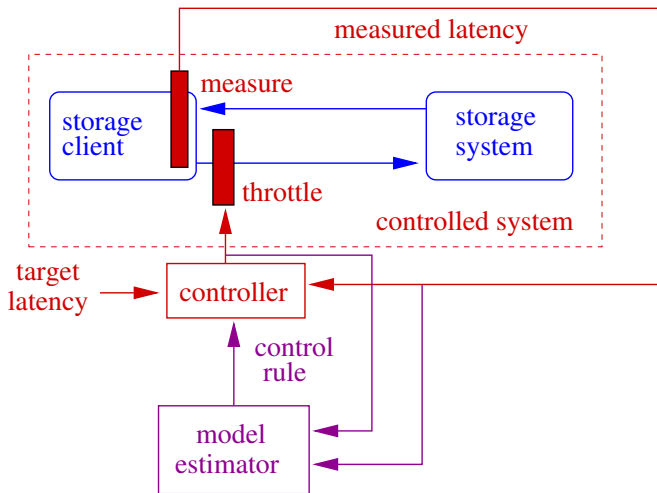 measured latency
measure
storage
client
storage
system
throttle
controlled system
target
latency
controller
control
rule
model
estimator